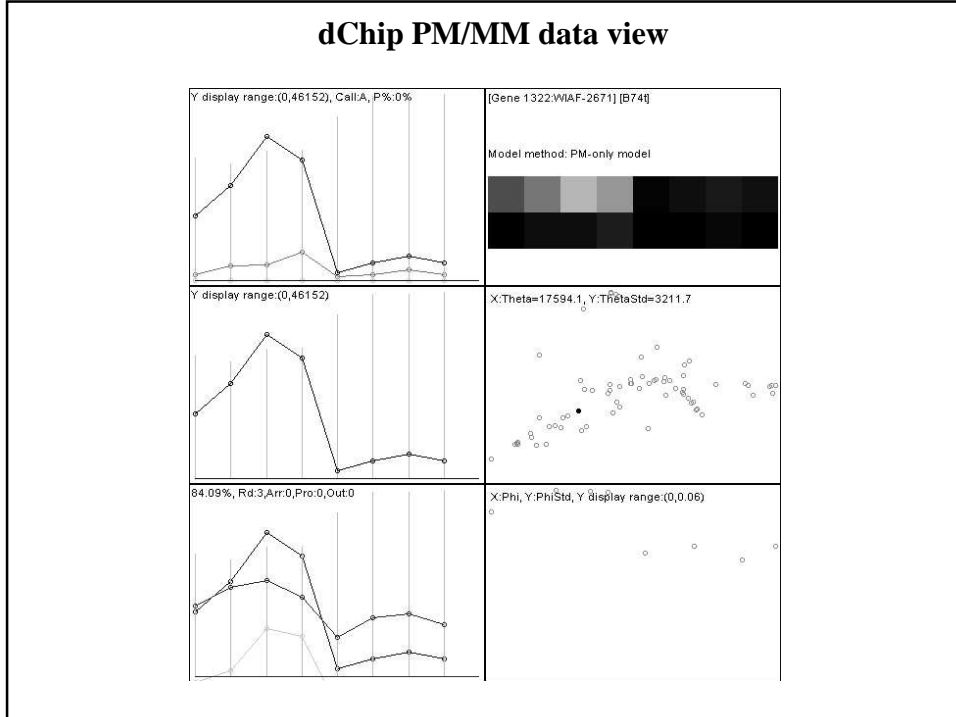 dChip PM/MM data view
Y display range:(0,46152), Call:A, P%:0%
[Gene 1322:WIAF-2671] [B74t]
Model method: PM-only model
Y display range:(0,46152)
X:Theta=17594.1, Y:ThetaStd=3211.7
84.09%, Rd:3,Arr:0,Pro:0,Out:0
X:Phi, Y:PhiStd, Y display range:(0,0.06)